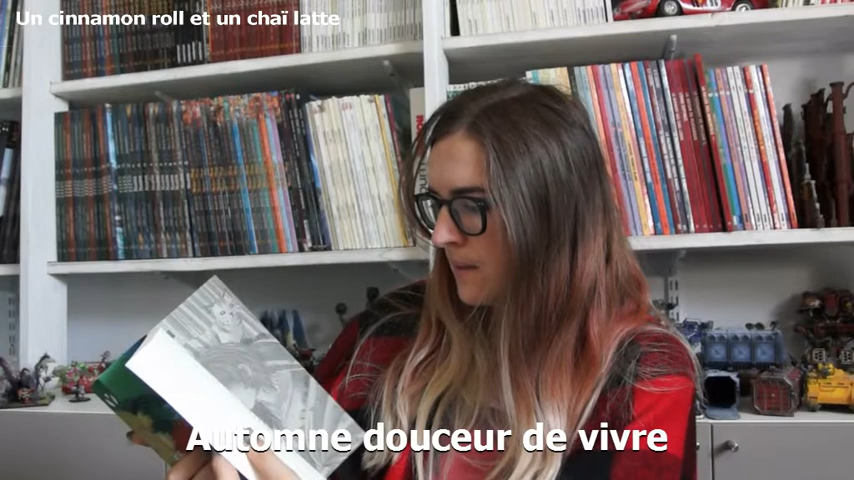 Un cinnamon roll et un chaï latte
Automne douceur de vivre